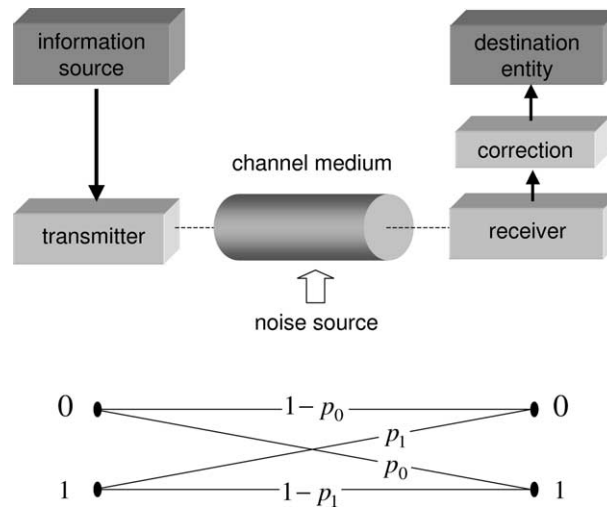 information
source
destination
entity
correction
channel medium
transmitter
receiver
noise source
0 1 – p₀ 0
p₁
p₀
1 1 – p₁ 1